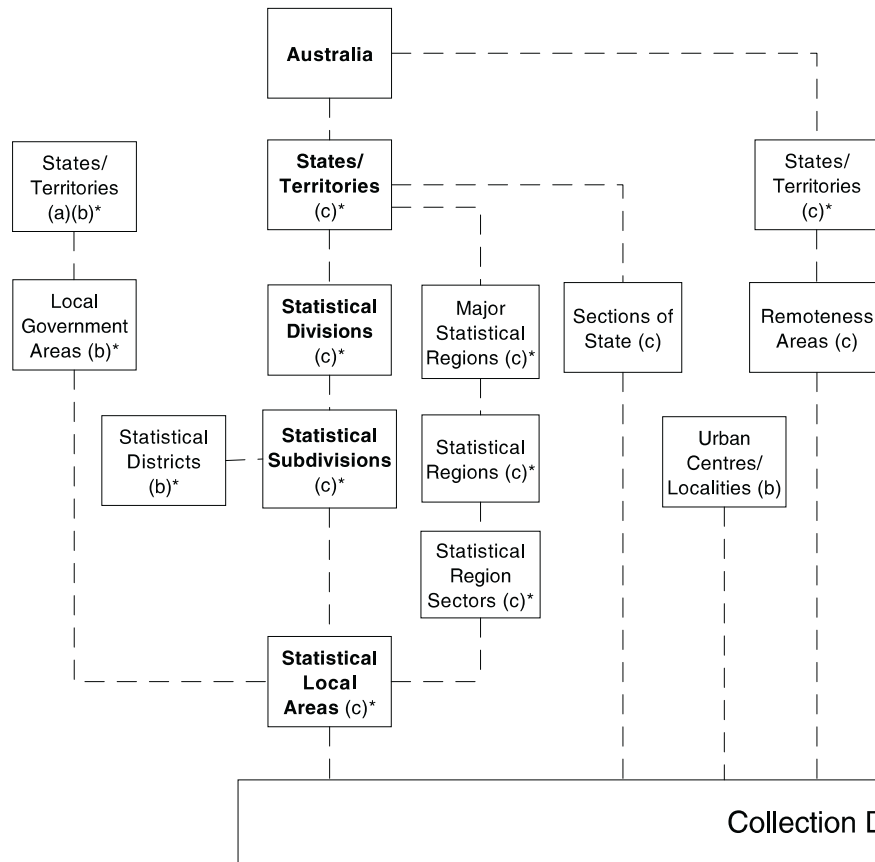 Australia
States/
Territories
(a)(b)*
States/
Territories
(c)*
States/
Territories
(c)*
Local
Government
Areas (b)*
Statistical
Divisions
(c)*
Major
Statistical
Regions (c)*
Sections of
State (c)
Remoteness
Areas (c)
Statistical
Districts
(b)*
Statistical
Subdivisions
(c)*
Statistical
Regions (c)*
Urban
Centres/
Localities (b)
Statistical
Region
Sectors (c)*
Statistical
Local
Areas (c)*
Collection D